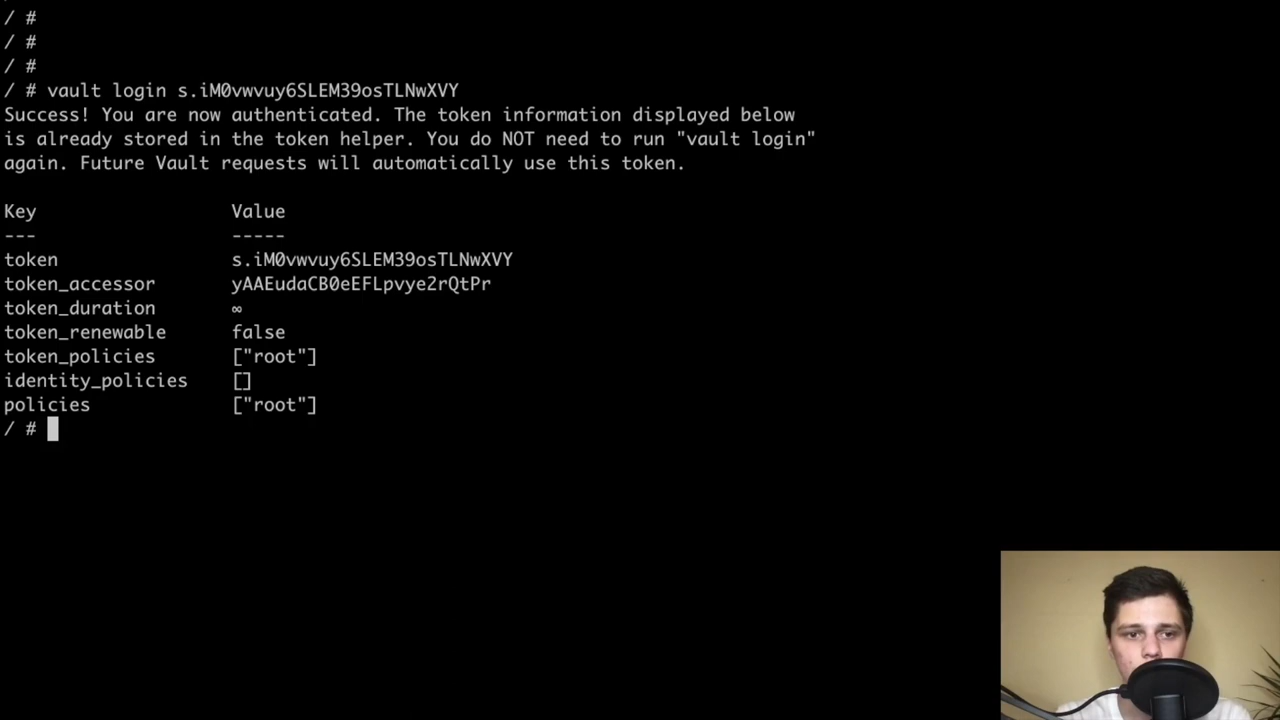 / #
/ #
/ #
/ # vault login s.iM0vwvuy6SLEM39osTLNwXVY
Success! You are now authenticated. The token information displayed below
is already stored in the token helper. You do NOT need to run "vault login"
again. Future Vault requests will automatically use this token.
Key Value
--- -----
token s.iM0vwvuy6SLEM39osTLNwXVY
token_accessor yAAEudaCB0eEFLpvye2rQtPr
token_duration ∞
token_renewable false
token_policies ["root"]
identity_policies []
policies ["root"]
/ #